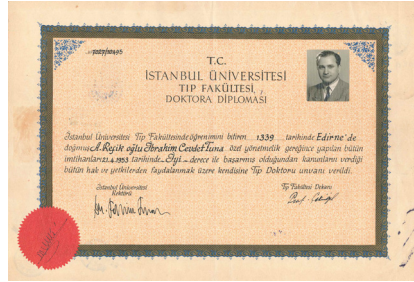 T.C.
İSTANBUL ÜNİVERSİTESİ
TIP FAKÜLTESİ,
DOKTORA DİPLOMASI
İstanbul Üniversitesi Tıp Fakültesinde öğrenimini bitiren 1339 tarihinde Edirne'de
doğmuş A. Reşit oğlu İbrahim Cevdet Tuna özel yönetmelik gereğince yapılan bütün
imtihanları 21.4.1953 tarihinde İyi derece ile başarmış olduğundan kanunların verdiği
bütün hak ve yetkilerden faydalanmak üzere kendisine Tıp Doktoru unvanı verildi.
İstanbul Üniversitesi
Rektörü
Tıp Fakültesi Dekanı